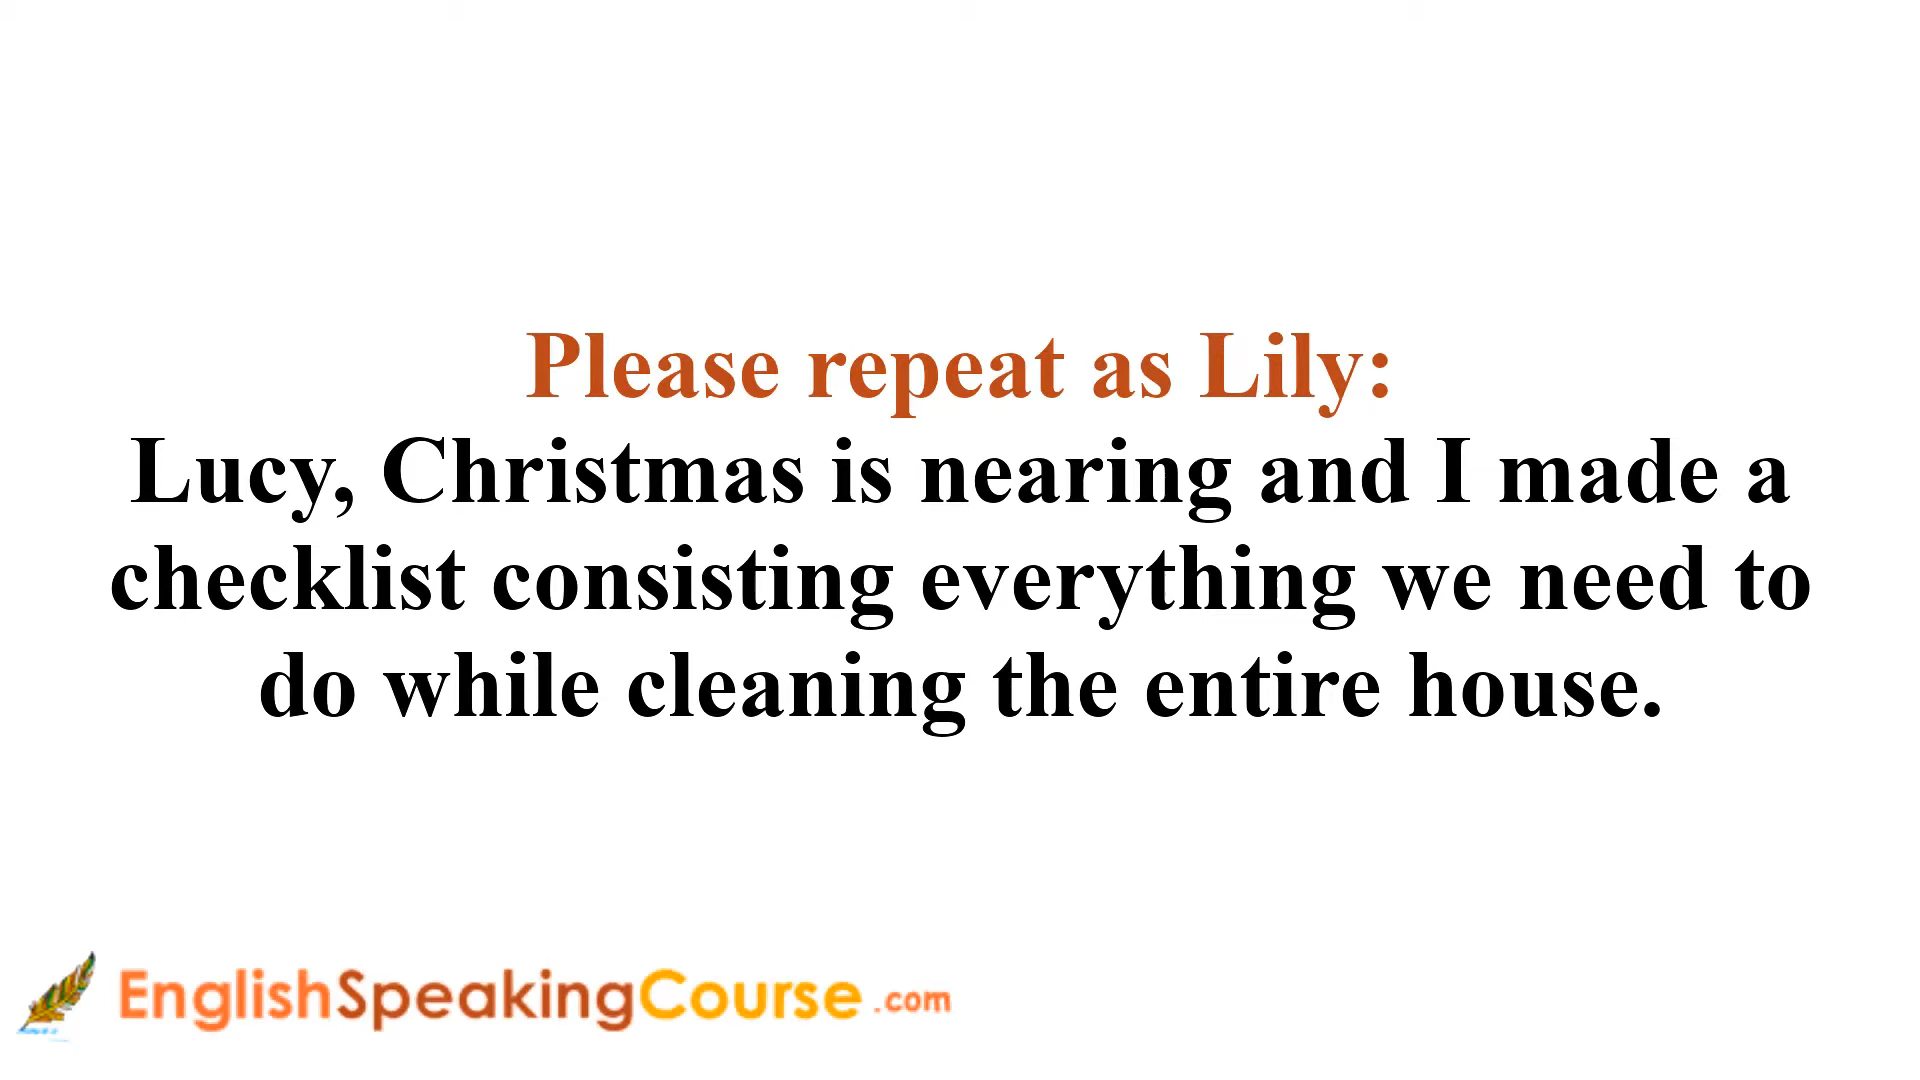 Please repeat as Lily:
Lucy, Christmas is nearing and I made a
checklist consisting everything we need to
do while cleaning the entire house.
EnglishSpeakingCourse.com